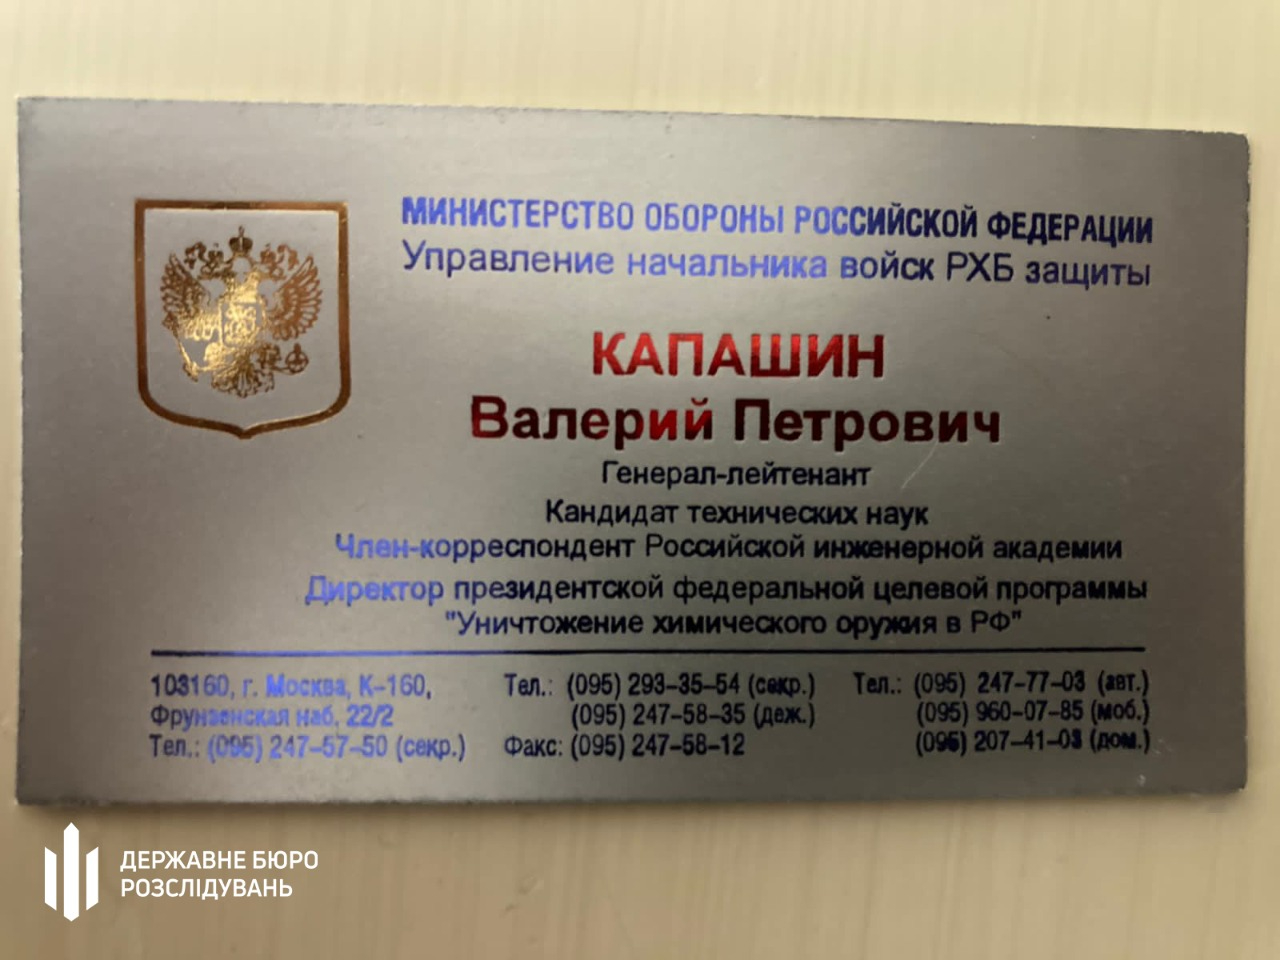 МИНИСТЕРСТВО ОБОРОНЫ РОССИЙСКОЙ ФЕДЕРАЦИИ
Управление начальника войск РХБ защиты
КАПАШИН
Валерий Петрович
Генерал-лейтенант
Кандидат технических наук
Член-корреспондент Российской инженерной академии
Директор президентской федеральной целевой программы
"Уничтожение химического оружия в РФ"
103160, г. Москва, К-160,
Фрунзенская наб, 22/2
Тел.: (095) 247-57-50 (секр.)
Тел.: (095) 293-35-54 (секр.)
(095) 247-58-35 (деж.)
Факс: (095) 247-58-12
Тел.: (095) 247-77-03 (авт.)
(095) 960-07-85 (моб.)
(095) 207-41-03 (дом.)
ДЕРЖАВНЕ БЮРО
РОЗСЛІДУВАНЬ